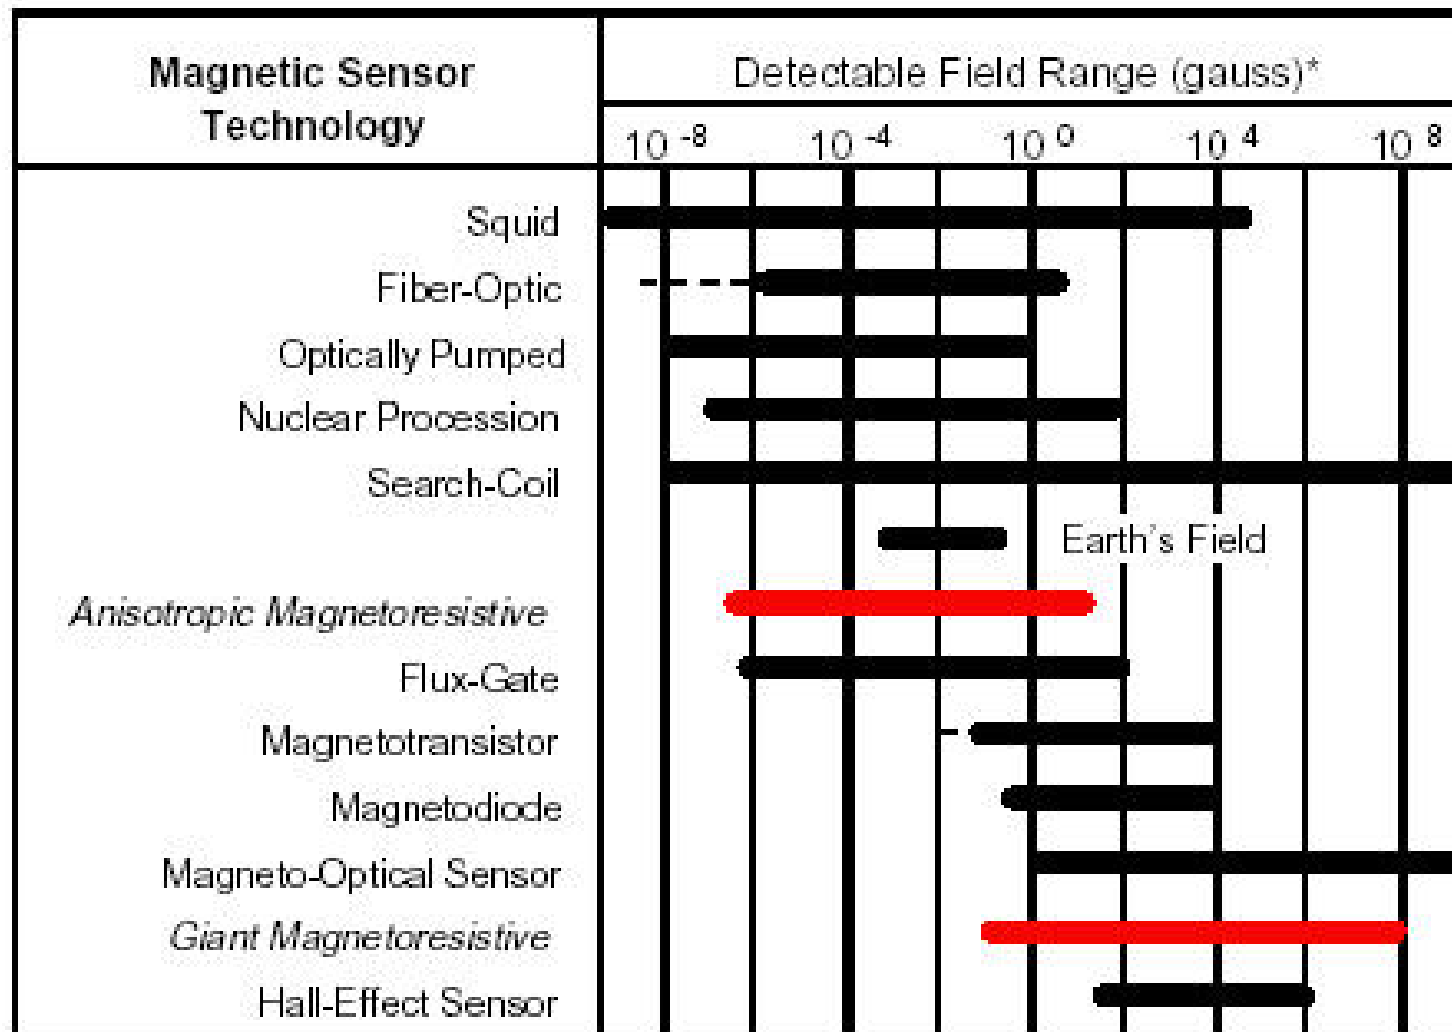 Magnetic Sensor
Technology
Detectable Field Range (gauss)*
10 -8 10 -4 10 0 10 4 10 8
Squid
Fiber-Optic
Optically Pumped
Nuclear Procession
Search-Coil
Earth's Field
Anisotropic Magnetoresistive
Flux-Gate
Magnetotransistor
Magnetodiode
Magneto-Optical Sensor
Giant Magnetoresistive
Hall-Effect Sensor